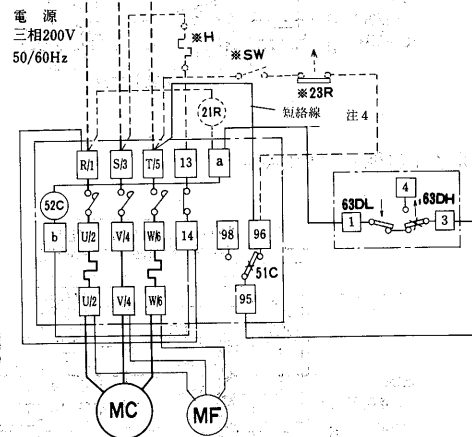 電 源
三相200V
50/60Hz
※H
※SW
※23R
21R
短絡線
注4
R/1
S/3
T/5
13
a
52C
b
U/2
V/4
W/6
14
98
96
51C
95
63DL
4
63DH
1
3
U/2
V/4
W/6
MC
MF